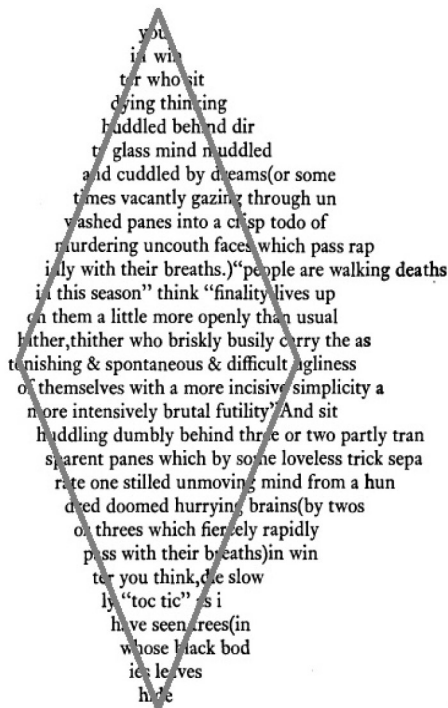 you
in win
ter who sit
dying thinking
huddled behind dir
ty glass mind muddled
and cuddled by dreams(or some
times vacantly gazing through un
washed panes into a crisp todo of
murdering uncouth faces which pass rap
idly with their breaths.)“people are walking deaths
in this season” think “finality lives up
on them a little more openly than usual
hither,thither who briskly busily carry the as
tonishing & spontaneous & difficult ugliness
of themselves with a more incisive simplicity a
more intensively brutal futility”And sit
huddling dumbly behind three or two partly tran
sparent panes which by some loveless trick sepa
rate one stilled unmoving mind from a hun
dred doomed hurrying brains(by twos
or threes which fiercely rapidly
pass with their breaths)in win
ter you think,die slow
ly “toc tic” as i
have seen trees(in
whose black bod
ies leaves
hide